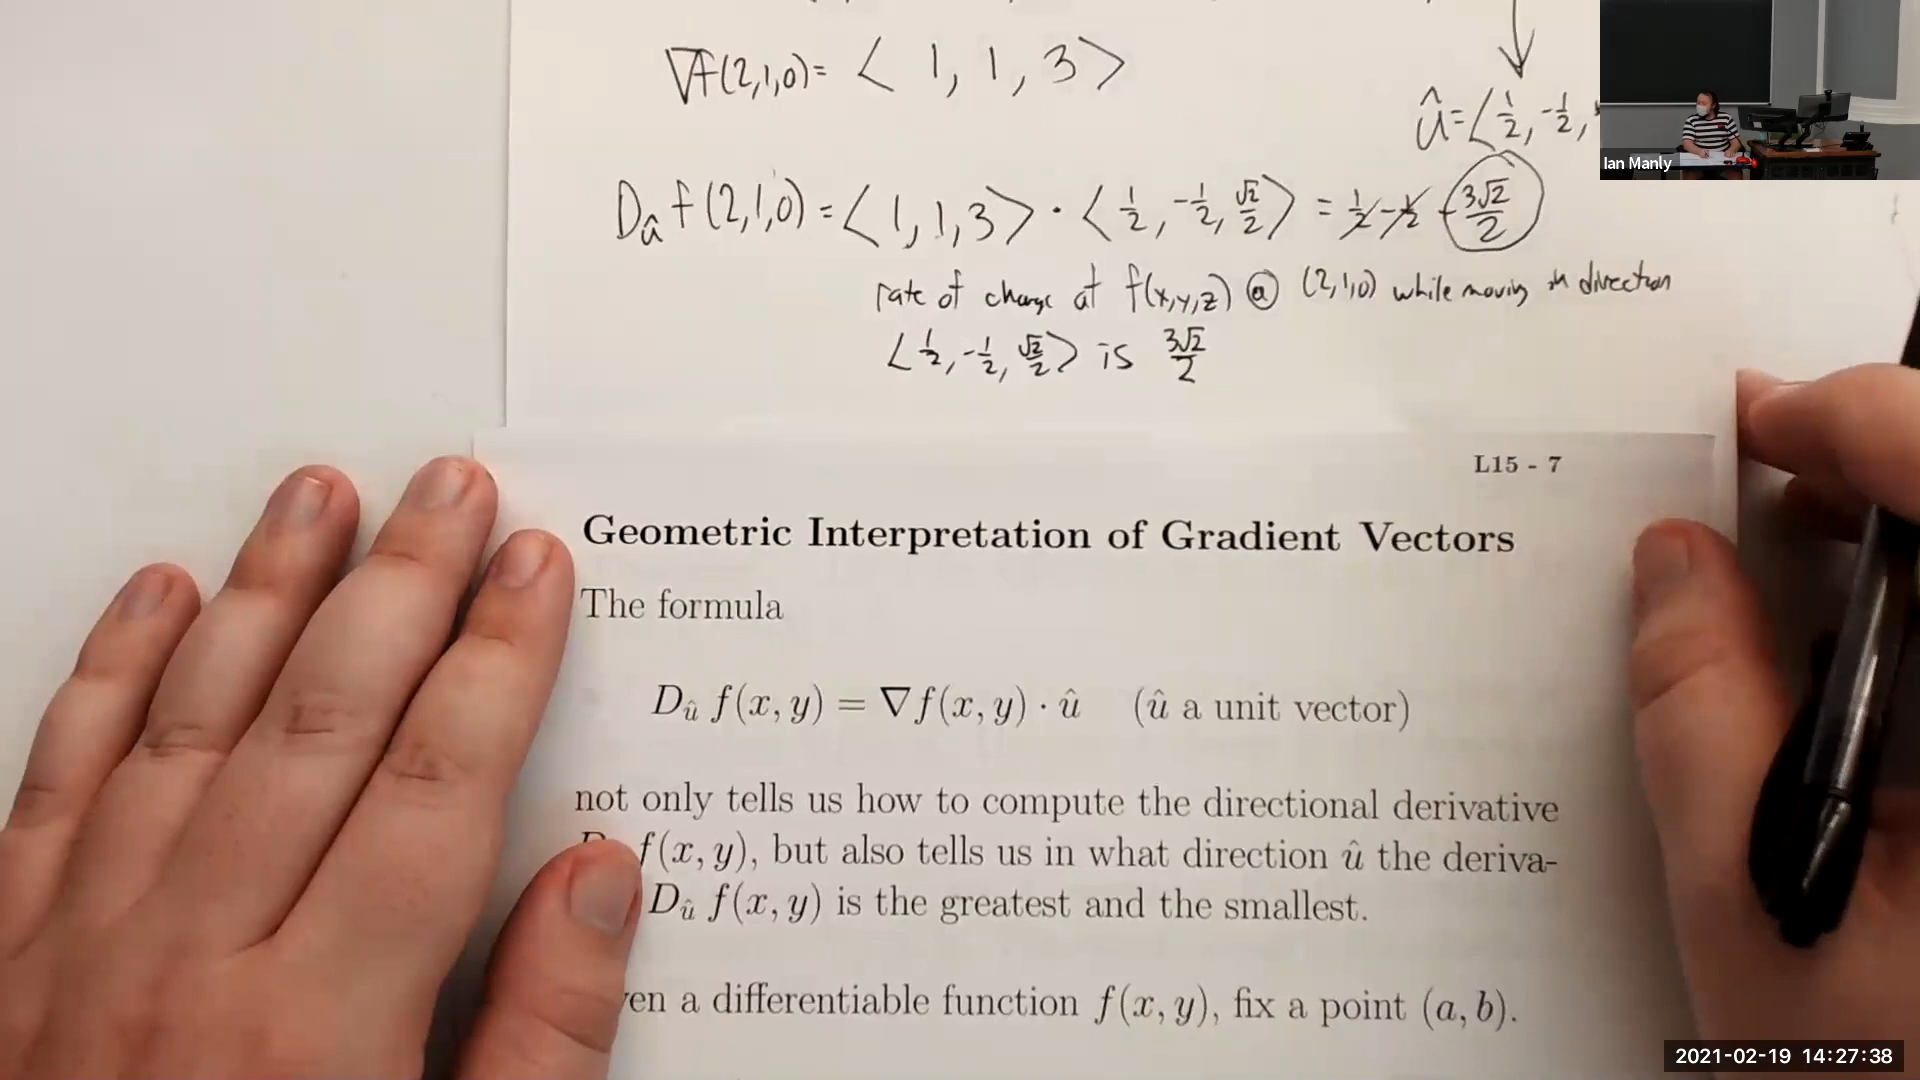 ∇f(2,1,0)= ⟨ 1, 1, 3 ⟩
û=⟨1/2, -1/2,
Ian Manly
D_û f(2,1,0) = ⟨1,1,3⟩ · ⟨1/2, -1/2, √2/2⟩ = 1/2 - 1/2 + 3√2/2
rate of change at f(x,y,z) @ (2,1,0) while moving in direction
⟨1/2, -1/2, √2/2⟩ is 3√2/2
L15 - 7
Geometric Interpretation of Gradient Vectors
The formula
D_û f(x, y) = ∇f(x, y) · û (û a unit vector)
not only tells us how to compute the directional derivative
f(x, y), but also tells us in what direction û the deriva-
D_û f(x, y) is the greatest and the smallest.
en a differentiable function f(x, y), fix a point (a, b).
2021-02-19 14:27:38